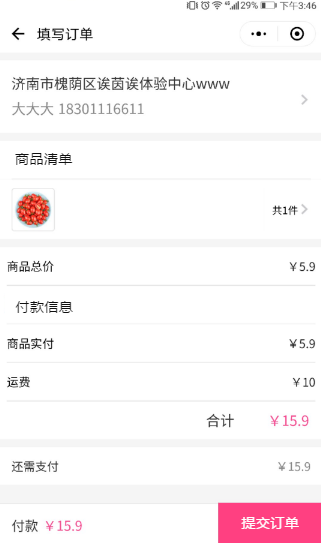 29% 下午3:46
填写订单
济南市槐荫区诶茵诶体验中心www
大大大 18301116611
商品清单
共1件
商品总价 ￥5.9
付款信息
商品实付 ￥5.9
运费 ￥10
合计 ￥15.9
还需支付 ￥15.9
付款 ￥15.9 提交订单